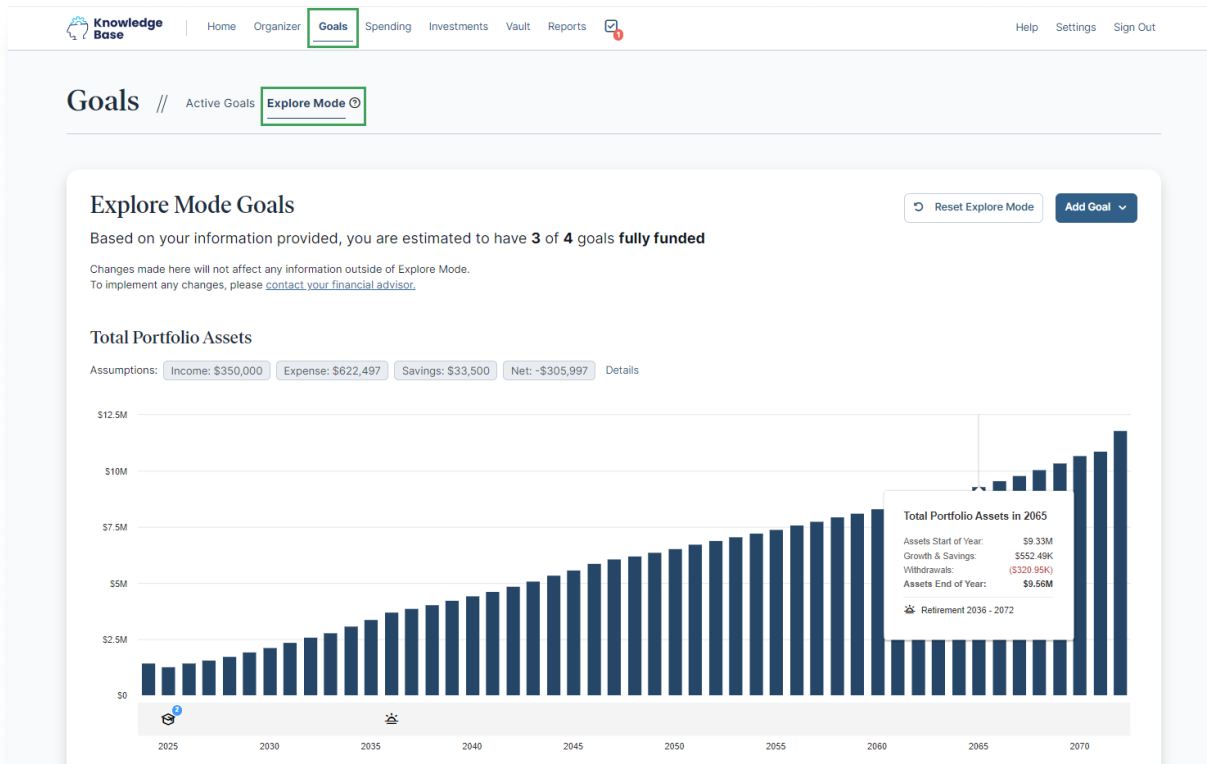 Knowledge
Base
Home Organizer Goals Spending Investments Vault Reports 1 Help Settings Sign Out
Goals // Active Goals Explore Mode ?
Explore Mode Goals
Reset Explore Mode Add Goal
Based on your information provided, you are estimated to have 3 of 4 goals fully funded
Changes made here will not affect any information outside of Explore Mode.
To implement any changes, please contact your financial advisor.
Total Portfolio Assets
Assumptions: Income: $350,000 Expense: $622,497 Savings: $33,500 Net: -$305,997 Details
$12.5M
$10M
$7.5M
$5M
$2.5M
$0
Total Portfolio Assets in 2065
Assets Start of Year: $9.33M
Growth & Savings: $552.49K
Withdrawals: ($320.95K)
Assets End of Year: $9.56M
Retirement 2036 - 2072
2
2025 2030 2035 2040 2045 2050 2055 2060 2065 2070